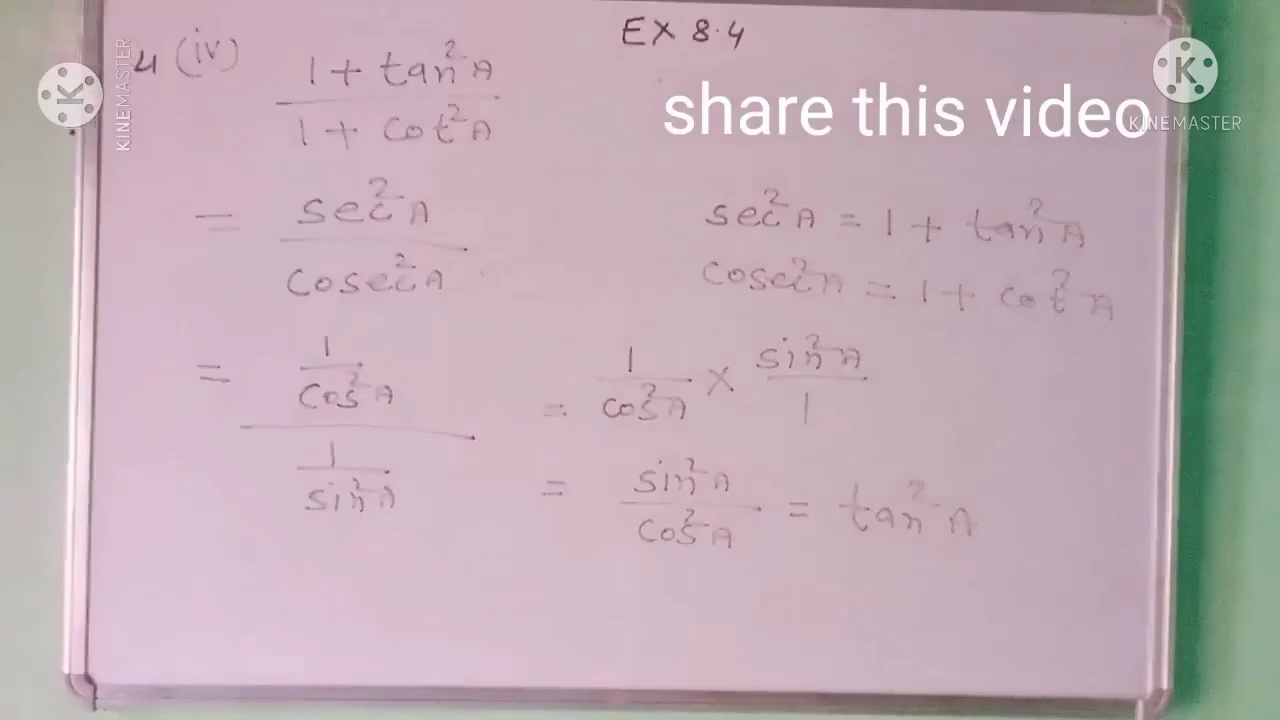 EX 8.4
4 (iv) 1 + tan²A / 1 + cot²A
share this video
KINEMASTER
KINEMASTER
= sec²A / cosec²A
sec²A = 1 + tan²A
cosec²A = 1 + cot²A
= 1/cos²A / 1/sin²A
= 1/cos²A × sin²A/1
= sin²A/cos²A = tan²A